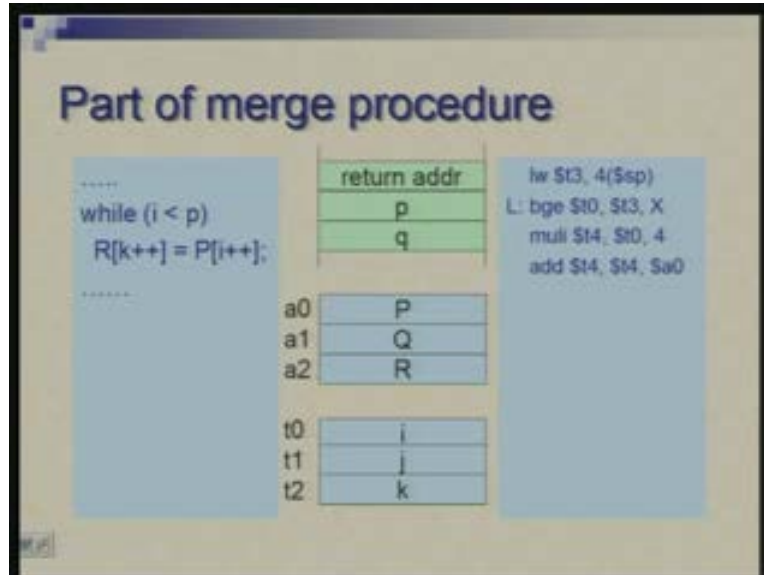 Part of merge procedure
.....
while (i < p)
R[k++] = P[i++];
......
return addr
p
q
a0 P
a1 Q
a2 R
t0 i
t1 j
t2 k
lw $t3, 4($sp)
L: bge $t0, $t3, X
muli $t4, $t0, 4
add $t4, $t4, $a0